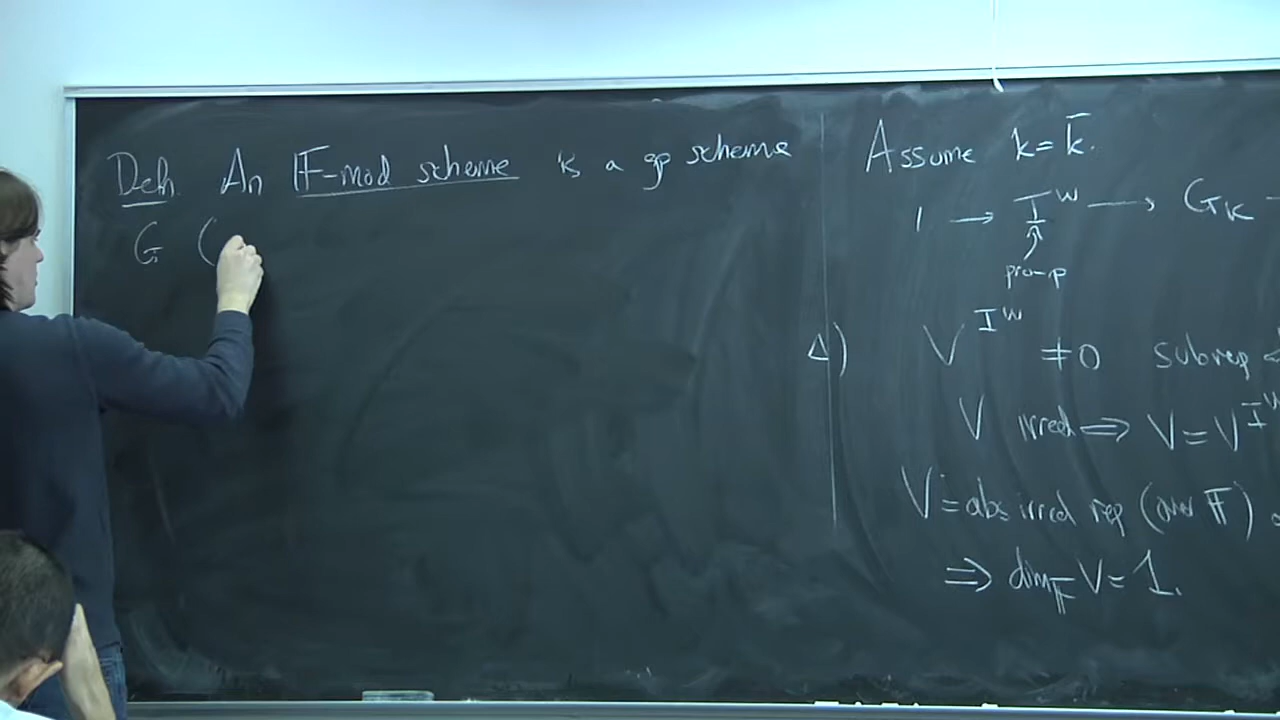 Defn. An 𝔽-mod scheme is a gp scheme
G (
Assume k = k̄.
1 → I^W → G_K →
pro-p
Δ) V^{I^W} ≠ 0 subrep
V irred ⟹ V = V^{I^W}
V = abs irred rep (over 𝔽)
⟹ dim_𝔽 V = 1.